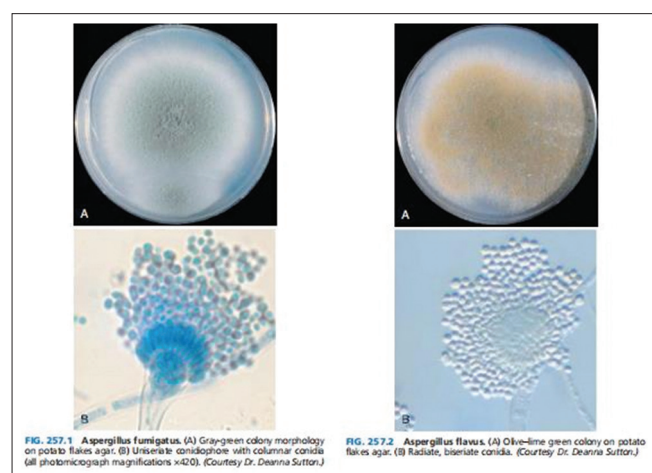 A
B
FIG. 257.1 Aspergillus fumigatus. (A) Gray-green colony morphology
on potato flakes agar. (B) Uniseriate conidiophore with columnar conidia
(all photomicrograph magnifications ×420). (Courtesy Dr. Deanna Sutton.)
A
B
FIG. 257.2 Aspergillus flavus. (A) Olive–lime green colony on potato
flakes agar. (B) Radiate, biseriate conidia. (Courtesy Dr. Deanna Sutton.)